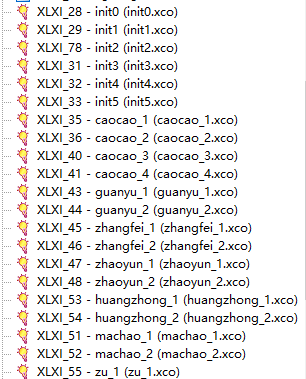 XLXI_28 - init0 (init0.xco)
XLXI_29 - init1 (init1.xco)
XLXI_78 - init2 (init2.xco)
XLXI_31 - init3 (init3.xco)
XLXI_32 - init4 (init4.xco)
XLXI_33 - init5 (init5.xco)
XLXI_35 - caocao_1 (caocao_1.xco)
XLXI_36 - caocao_2 (caocao_2.xco)
XLXI_40 - caocao_3 (caocao_3.xco)
XLXI_41 - caocao_4 (caocao_4.xco)
XLXI_43 - guanyu_1 (guanyu_1.xco)
XLXI_44 - guanyu_2 (guanyu_2.xco)
XLXI_45 - zhangfei_1 (zhangfei_1.xco)
XLXI_46 - zhangfei_2 (zhangfei_2.xco)
XLXI_47 - zhaoyun_1 (zhaoyun_1.xco)
XLXI_48 - zhaoyun_2 (zhaoyun_2.xco)
XLXI_53 - huangzhong_1 (huangzhong_1.xco)
XLXI_54 - huangzhong_2 (huangzhong_2.xco)
XLXI_51 - machao_1 (machao_1.xco)
XLXI_52 - machao_2 (machao_2.xco)
XLXI_55 - zu_1 (zu_1.xco)